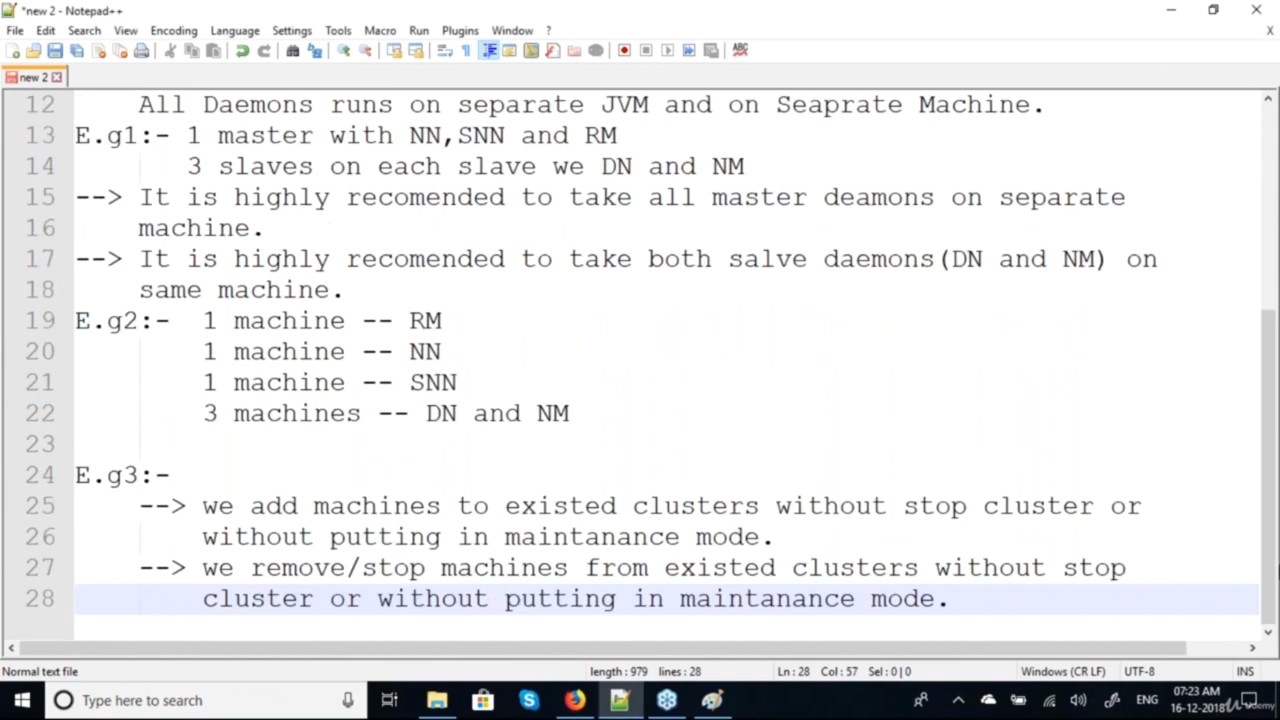 *new 2 - Notepad++
File Edit Search View Encoding Language Settings Tools Macro Run Plugins Window ?
X
new 2
12 All Daemons runs on separate JVM and on Seaprate Machine.
13 E.g1:- 1 master with NN,SNN and RM
14 3 slaves on each slave we DN and NM
15 --> It is highly recomended to take all master deamons on separate
16 machine.
17 --> It is highly recomended to take both salve daemons(DN and NM) on
18 same machine.
19 E.g2:- 1 machine -- RM
20 1 machine -- NN
21 1 machine -- SNN
22 3 machines -- DN and NM
23
24 E.g3:-
25 --> we add machines to existed clusters without stop cluster or
26 without putting in maintanance mode.
27 --> we remove/stop machines from existed clusters without stop
28 cluster or without putting in maintanance mode.
Normal text file length : 979 lines : 28 Ln : 28 Col : 57 Sel : 0 | 0 Windows (CR LF) UTF-8 INS
Type here to search ENG 07:23 AM
16-12-2018
Udemy